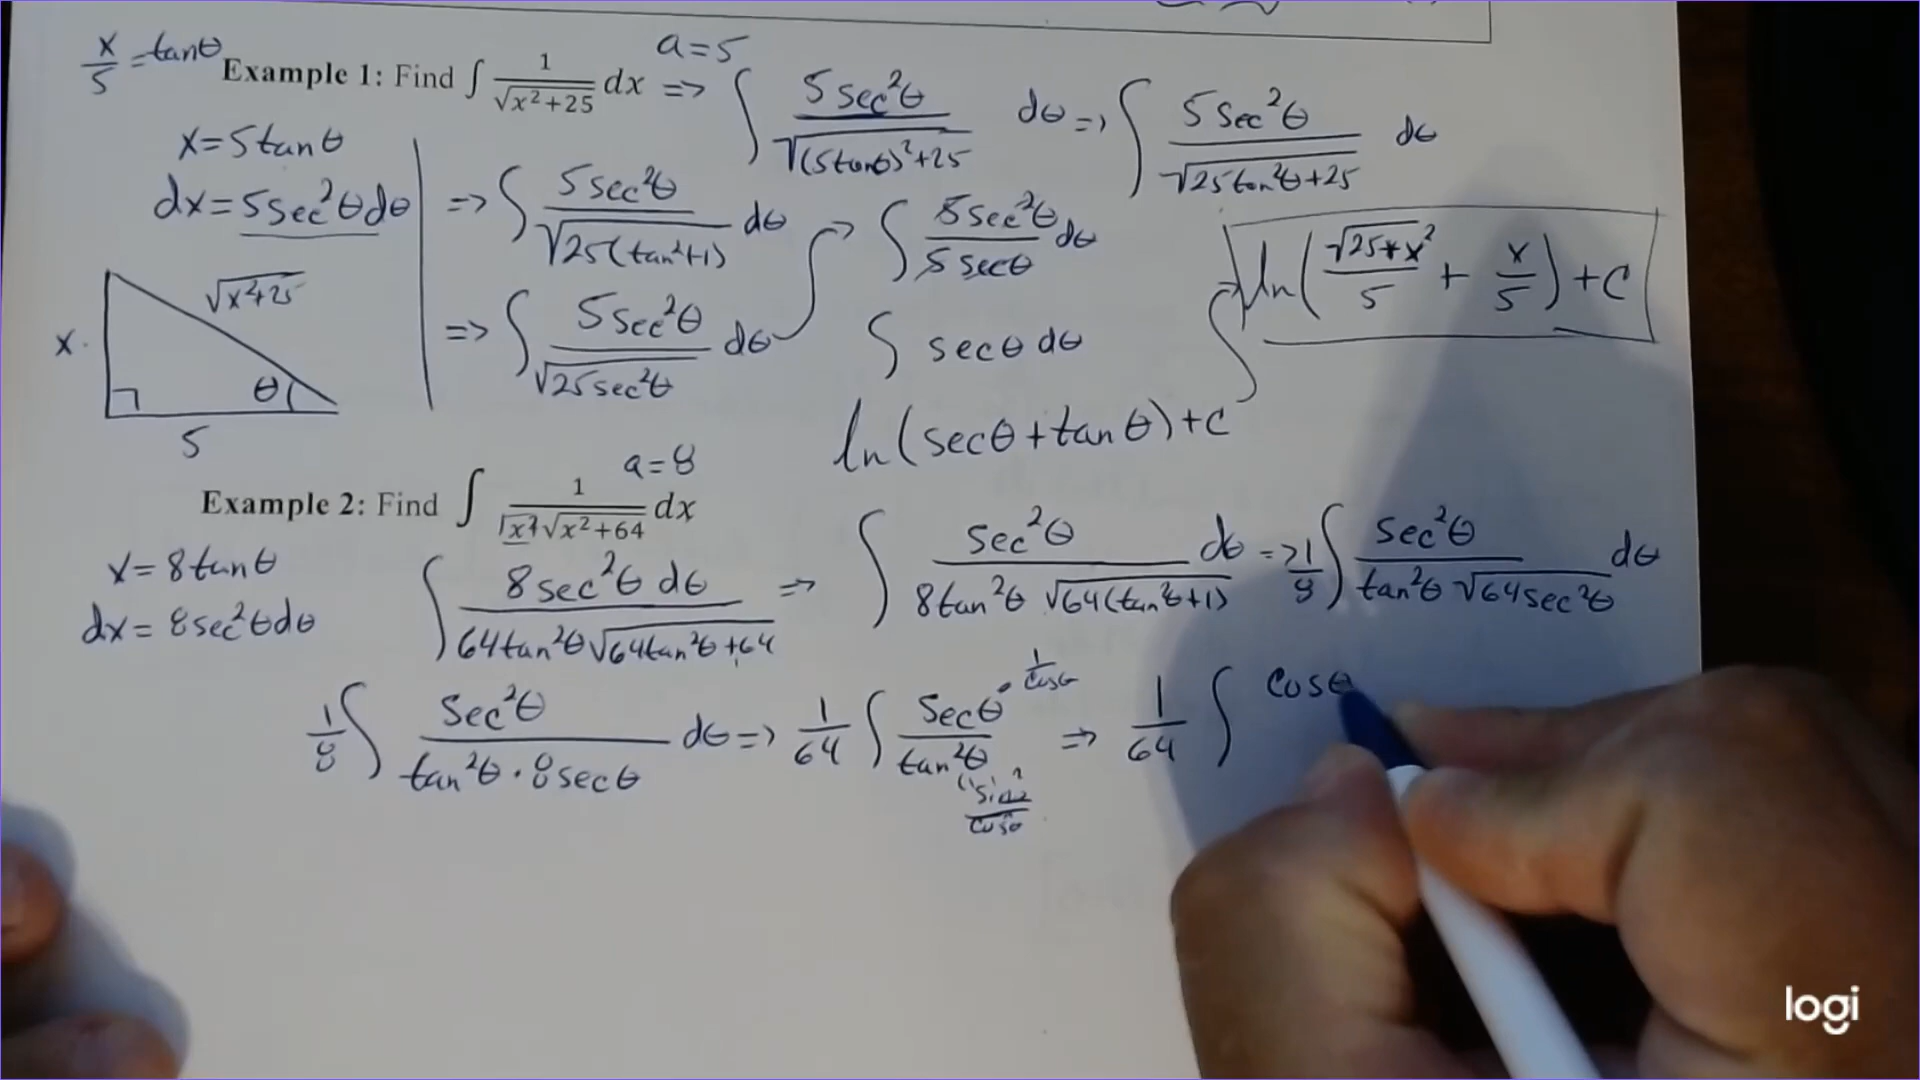 x/5 = tanθ
Example 1: Find ∫ 1/√(x²+25) dx
a=5
=> ∫ 5sec²θ/√((5tanθ)²+25) dθ => ∫ 5sec²θ/√(25tan²θ+25) dθ
x=5tanθ
dx=5sec²θdθ
=> ∫ 5sec²θ/√(25(tan²+1)) dθ
=> ∫ 5sec²θ/√(25sec²θ) dθ
-> ∫ 5sec²θ/5secθ dθ
∫ secθ dθ
ln(secθ+tanθ)+C
-> ln(√(25+x²)/5 + x/5)+C
√(x²+25)
x
θ
5
a=8
Example 2: Find ∫ 1/(x²√(x²+64)) dx
x=8tanθ
dx=8sec²θdθ
∫ 8sec²θ dθ/(64tan²θ√(64tan²θ+64)) => ∫ sec²θ/(8tan²θ √(64(tan²θ+1))) dθ => 1/8 ∫ sec²θ/(tan²θ √(64sec²θ)) dθ
1/8 ∫ sec²θ/(tan²θ · 8secθ) dθ => 1/64 ∫ secθ/tan²θ => 1/64 ∫ cosθ
· 1/cosθ
logi